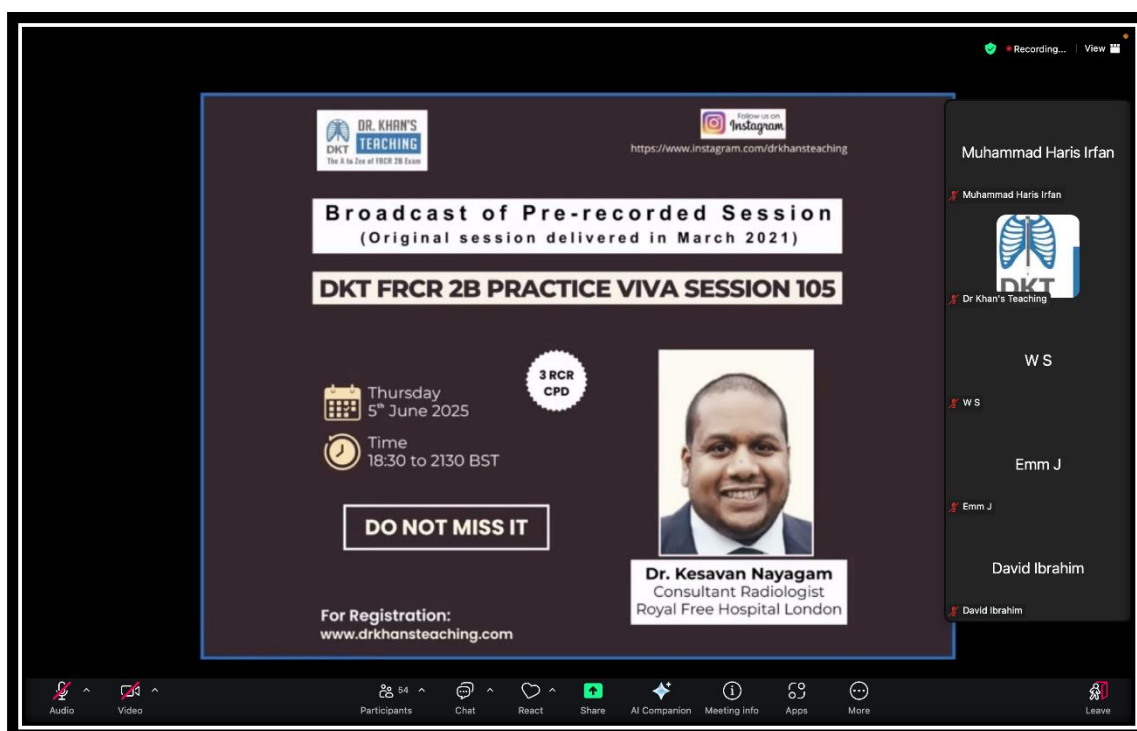 Recording...
View
DR. KHAN'S
TEACHING
DKT
The A to Zee of FRCR 2B Exam
Follow us on
Instagram
https://www.instagram.com/drkhansteaching
Broadcast of Pre-recorded Session
(Original session delivered in March 2021)
DKT FRCR 2B PRACTICE VIVA SESSION 105
Thursday
5th June 2025
3 RCR
CPD
Time
18:30 to 2130 BST
DO NOT MISS IT
Dr. Kesavan Nayagam
Consultant Radiologist
Royal Free Hospital London
For Registration:
www.drkhansteaching.com
Muhammad Haris Irfan
Muhammad Haris Irfan
DKT
Dr Khan's Teaching
W S
W S
Emm J
Emm J
David Ibrahim
David Ibrahim
Audio
Video
54
Participants
Chat
React
Share
AI Companion
Meeting info
Apps
More
Leave